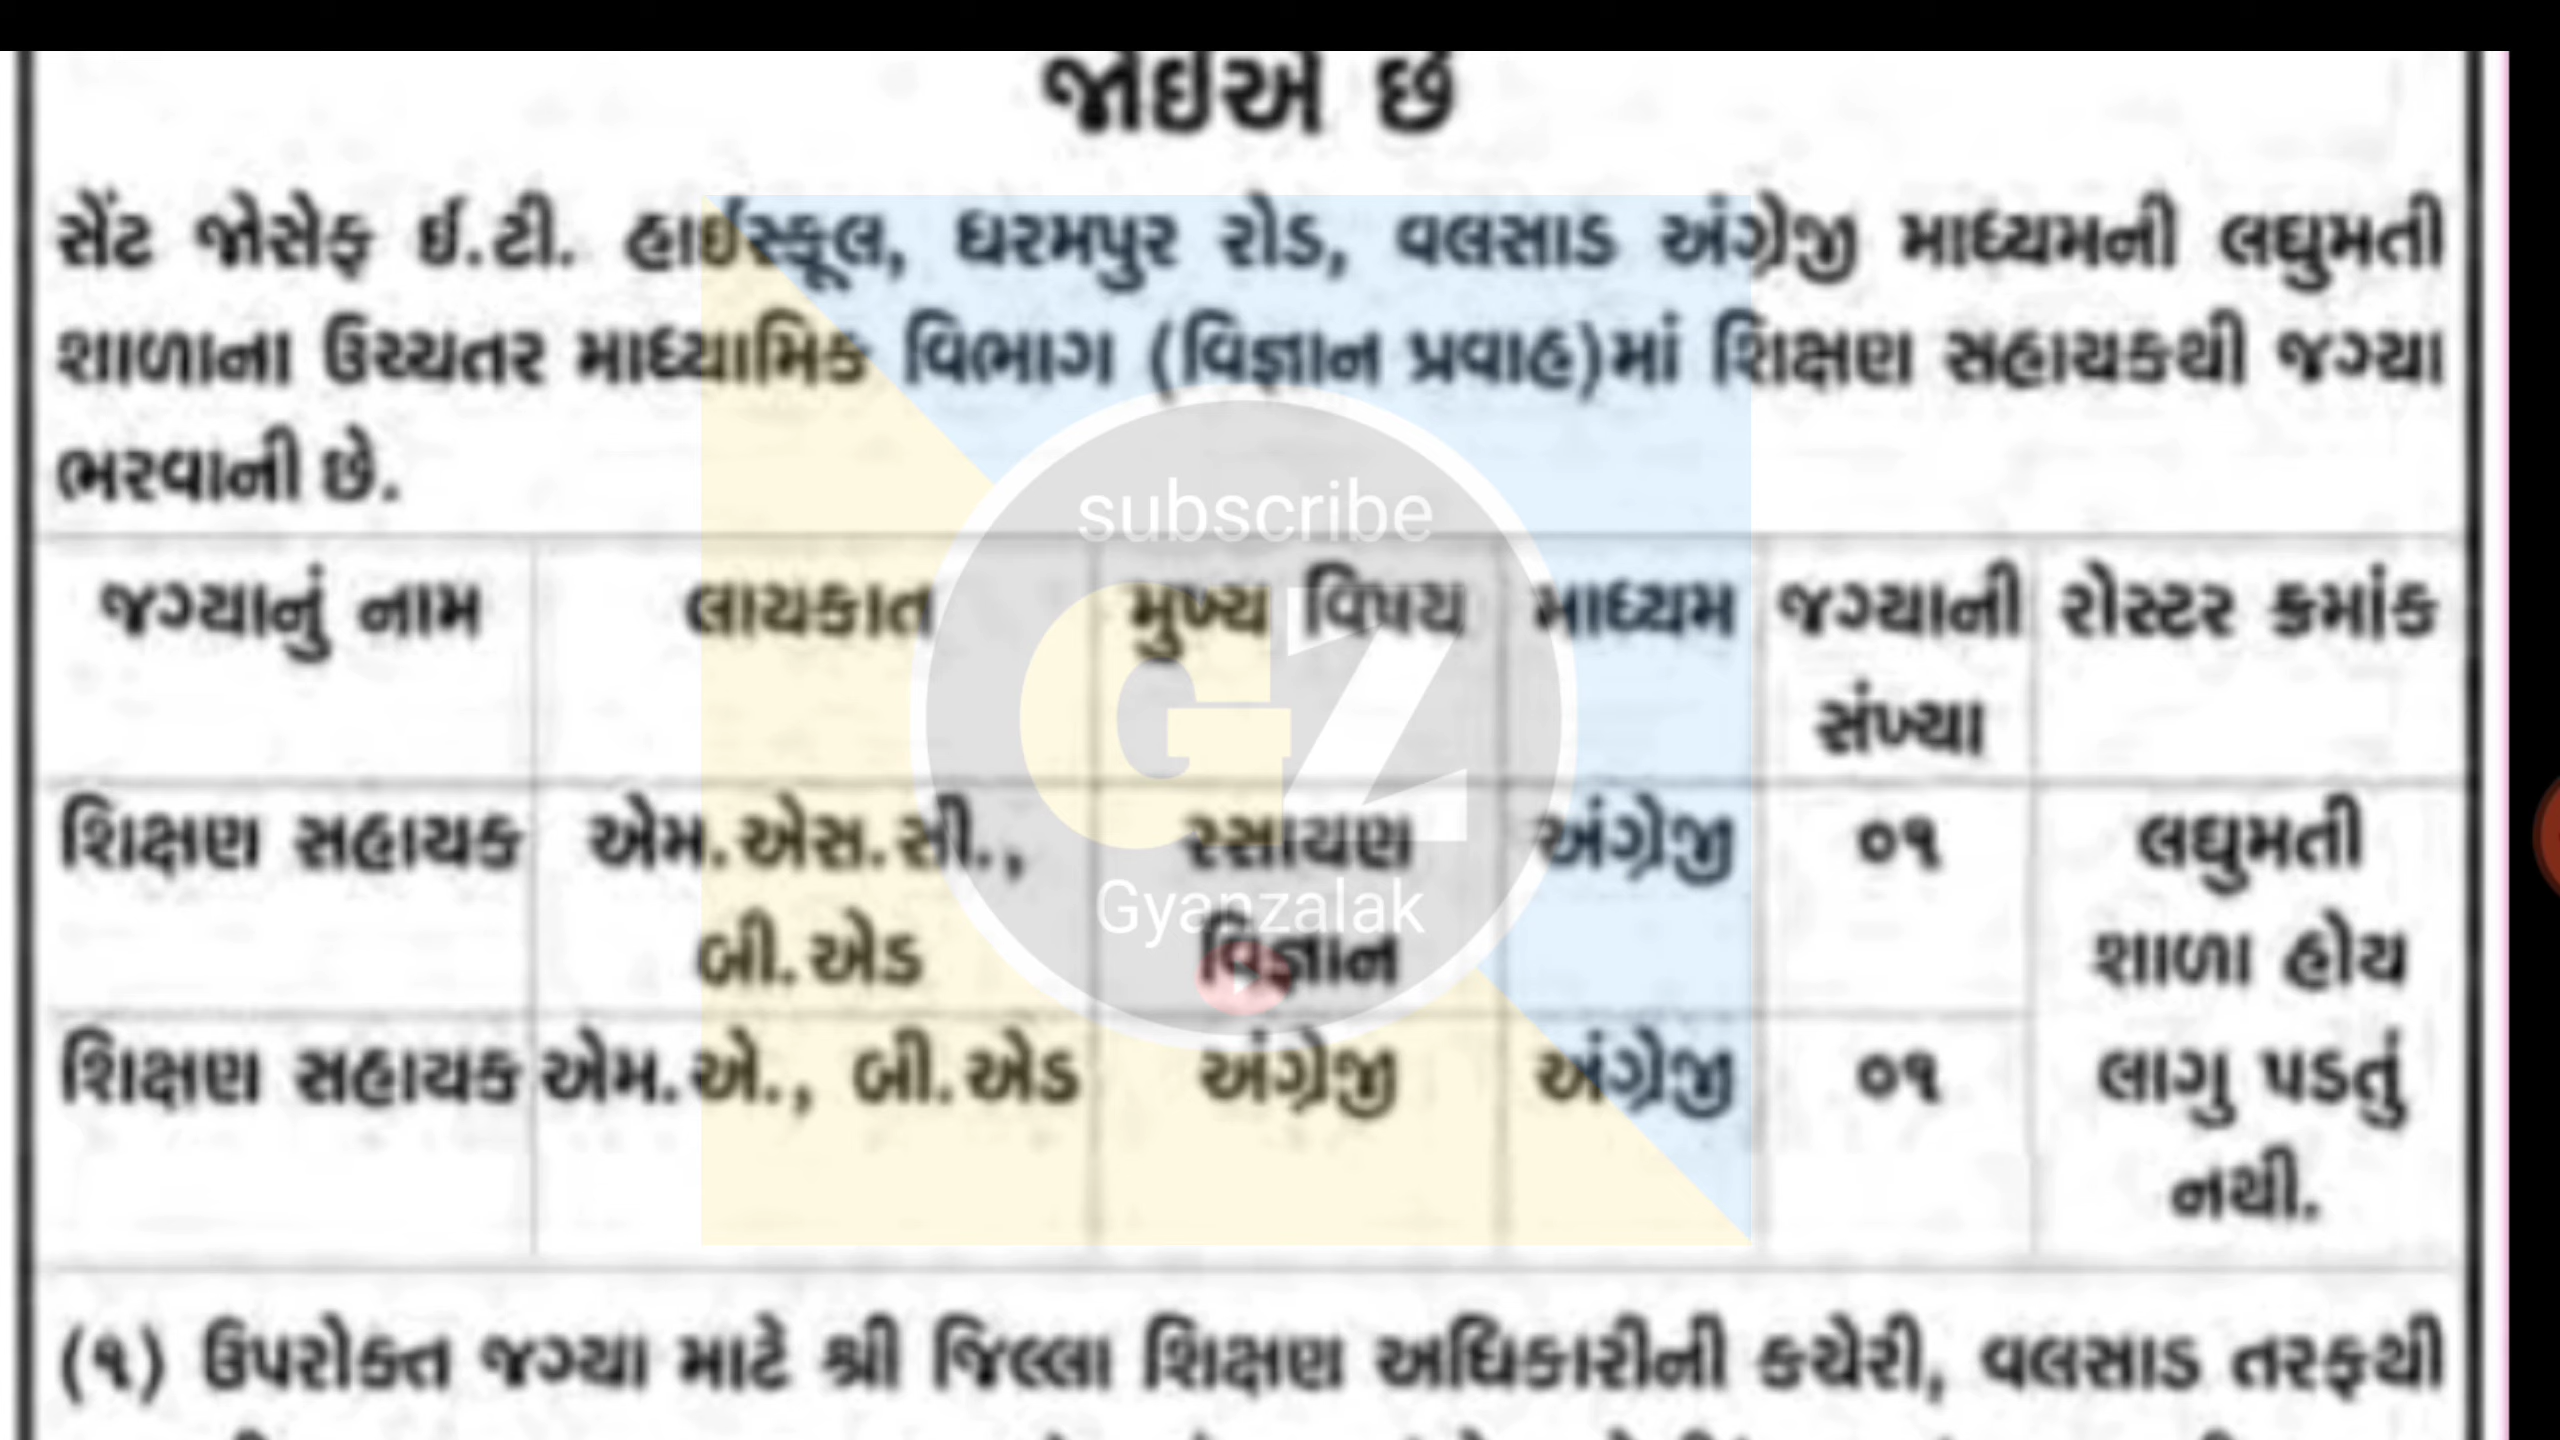 જોઈએ છે
સેંટ જોસેફ ઈ.ટી. હાઈસ્કૂલ, ધરમપુર રોડ, વલસાડ અંગ્રેજી માધ્યમની લઘુમતી
શાળાના ઉચ્ચતર માધ્યામિક વિભાગ (વિજ્ઞાન પ્રવાહ)માં શિક્ષણ સહાયકથી જગ્યા
ભરવાની છે.
subscribe
જગ્યાનું નામ લાયકાત મુખ્ય વિષય માધ્યમ જગ્યાની રોસ્ટર ક્રમાંક
સંખ્યા
GZ
શિક્ષણ સહાયક એમ.એસ.સી., રસાયણ અંગ્રેજી ૦૧ લઘુમતી
Gyanzalak
બી.એડ વિજ્ઞાન શાળા હોય
શિક્ષણ સહાયક એમ.એ., બી.એડ અંગ્રેજી અંગ્રેજી ૦૧ લાગુ પડતું
નથી.
(૧) ઉપરોક્ત જગ્યા માટે શ્રી જિલ્લા શિક્ષણ અધિકારીની કચેરી, વલસાડ તરફથી